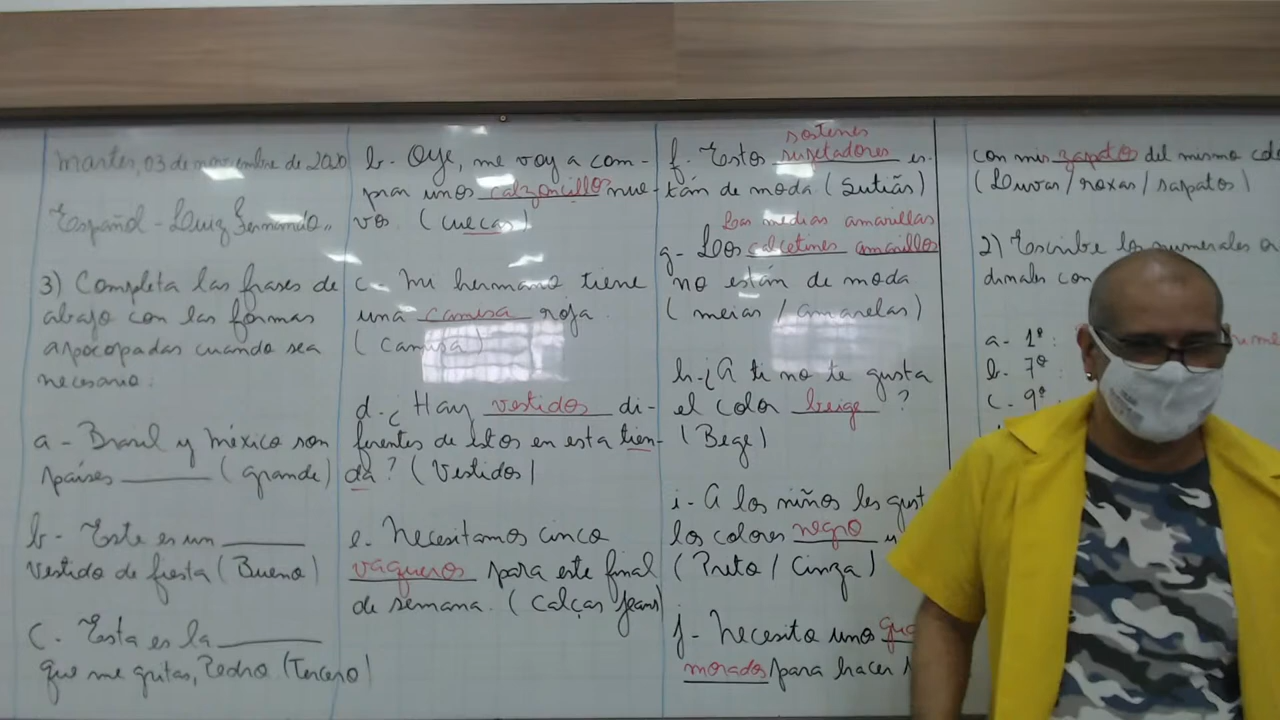 Martes, 03 de noviembre de 2020
Español - Luiz Fernando
3) Completa las frases de
abajo con las formas
apocopadas cuando sea
necesario:
a - Brasil y México son
países ______ (grande)
b - Este es un ______
vestido de fiesta (Bueno)
c. Esta es la ______
que me gritas, Pedro (Tercero)
b - Oye, me voy a com-
prar unos calzoncillos nue-
vos (cuecas)
c - Mi hermano tiene
una camisa roja.
(camisa)
d - ¿Hay vestidos di-
ferentes de estos en esta tien-
da? (Vestidos)
e - Necesitamos cinco
vaqueros para este final
de semana. (calças jeans)
sostenes
f - Estos sujetadores es-
tán de moda (Sutiãs)
Las medias amarillas
g - Los calcetines amarillos
no están de moda
(meias / amarelas)
h - ¿A ti no te gusta
el color beige ?
(Bege)
i - A los niños les gust
los colores negro
(Preto / Cinza)
j - Necesito unos gua
morados para hacer
con mis zapatos del mismo colo
(Luvas / roxas / sapatos)
2) Escribe los numerales or
dinales con
a - 1º:
b - 7º
c - 9º